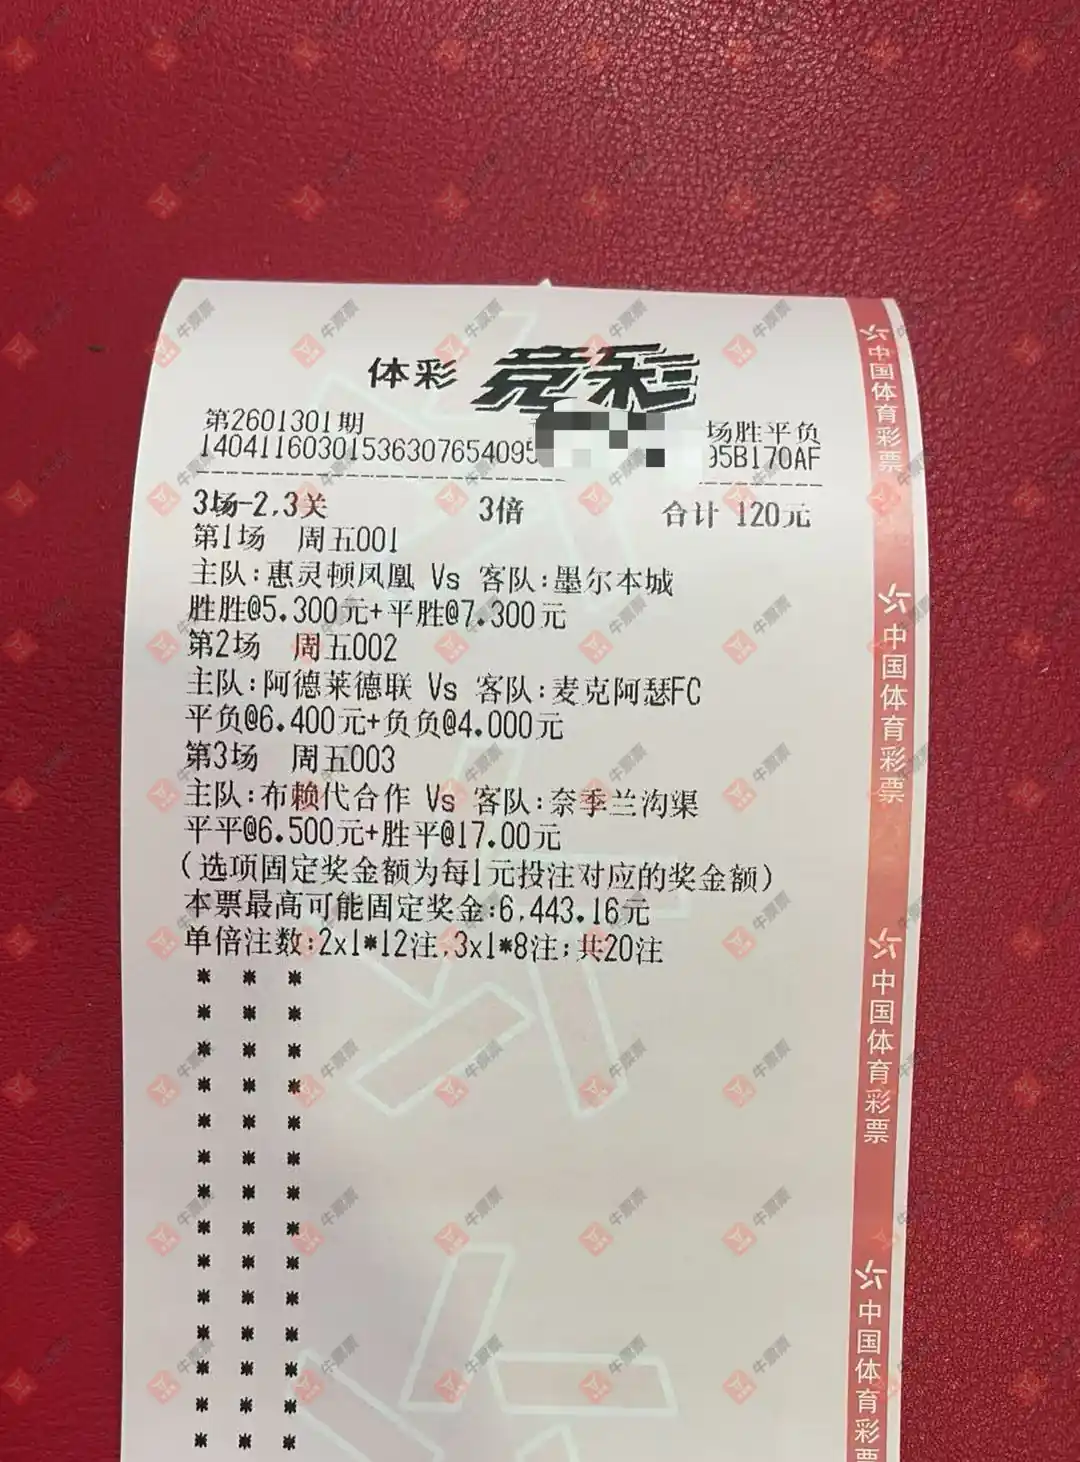 体彩 竞彩
第2601301期 场胜平负
14041160301536307654095 95B170AF
3场-2,3关 3倍 合计 120元
第1场 周五001
主队:惠灵顿凤凰 Vs 客队:墨尔本城
胜胜@5.300元+平胜@7.300元
第2场 周五002
主队:阿德莱德联 Vs 客队:麦克阿瑟FC
平负@6.400元+负负@4.000元
第3场 周五003
主队:布赖代合作 Vs 客队:奈季兰沟渠
平平@6.500元+胜平@17.00元
(选项固定奖金额为每1元投注对应的奖金额)
本票最高可能固定奖金:6,443.16元
单倍注数:2x1*12注,3x1*8注;共20注
中国体育彩票
中国体育彩票
中国体育彩票
中国体育彩票
牛票票